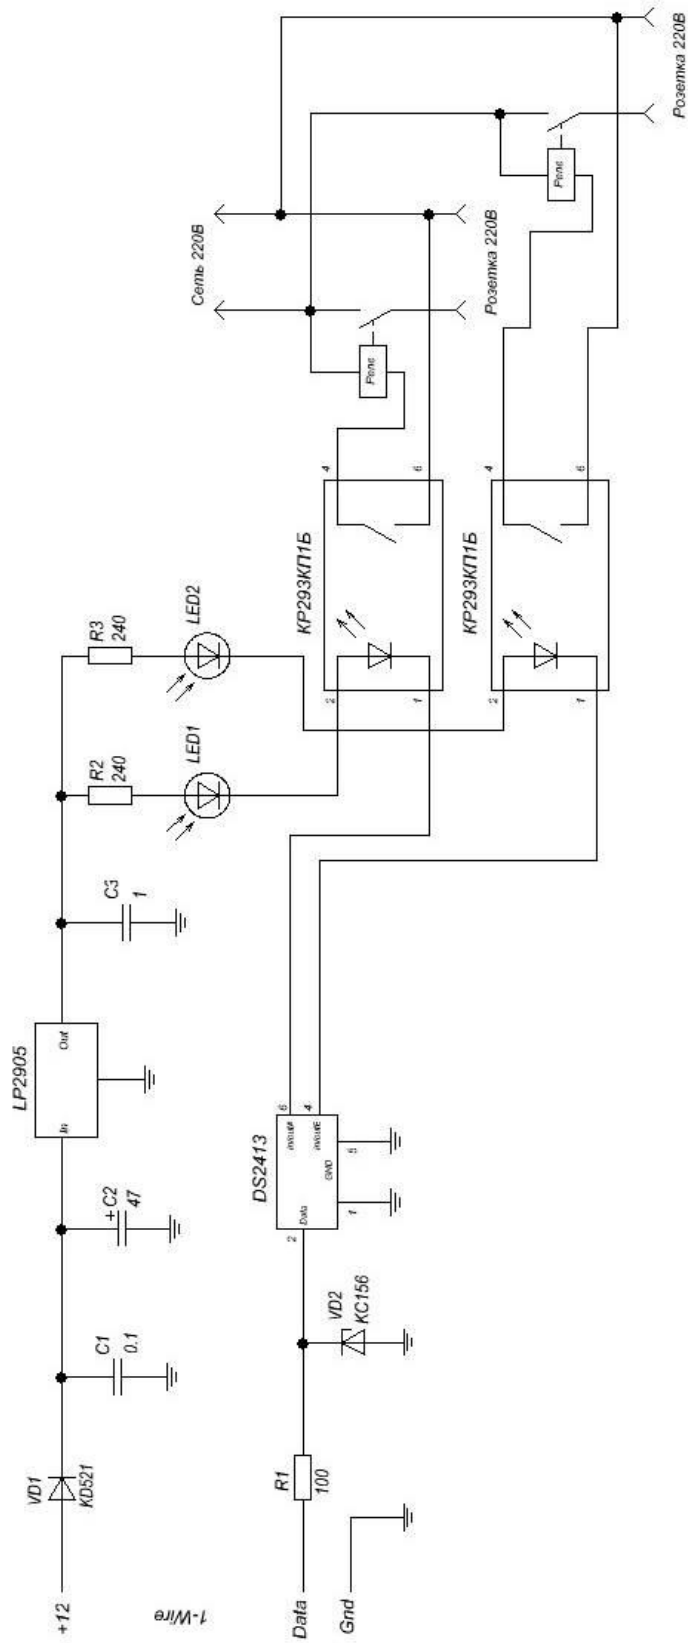 +12
VD1
KD521
C1
0.1
+C2
47
LP2905
In
Out
C3
1
R2
240
R3
240
LED1
LED2
1-Wire
Data
Gnd
R1
100
VD2
KC156
DS2413
2
Data
GND
6
4
1
5
КР293КП1Б
2
1
4
6
КР293КП1Б
2
1
4
6
Реле
Сеть 220В
Розетка 220В
Реле
Розетка 220В